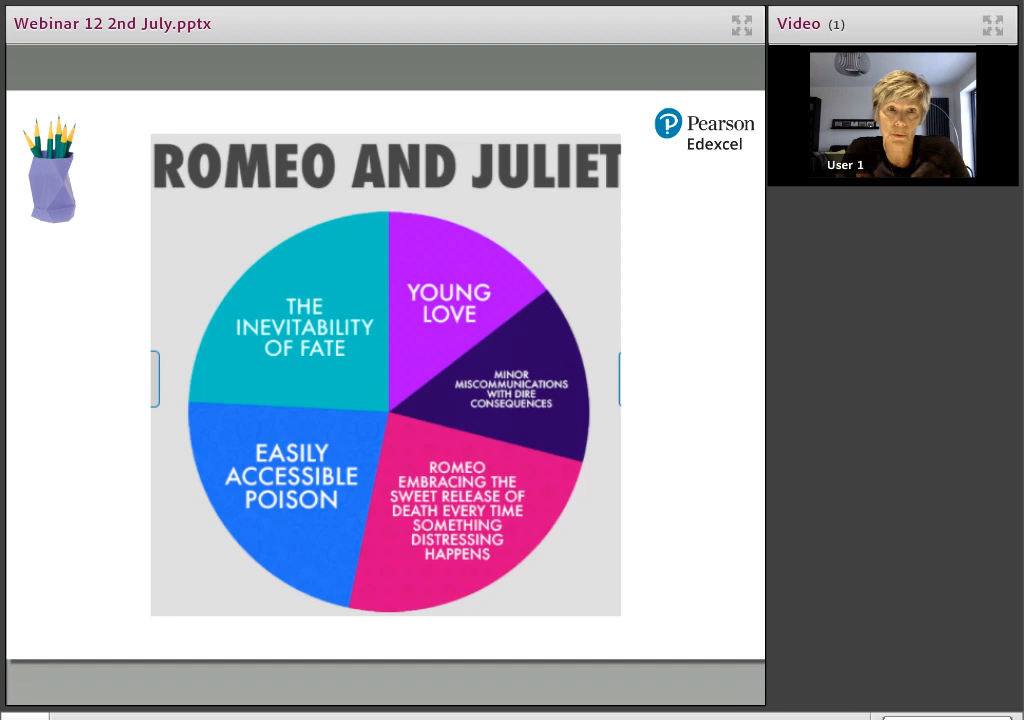 Webinar 12 2nd July.pptx
Video (1)
Pearson
Edexcel
User 1
ROMEO AND JULIET
THE
INEVITABILITY
OF FATE
YOUNG
LOVE
MINOR
MISCOMMUNICATIONS
WITH DIRE
CONSEQUENCES
EASILY
ACCESSIBLE
POISON
ROMEO
EMBRACING THE
SWEET RELEASE OF
DEATH EVERY TIME
SOMETHING
DISTRESSING
HAPPENS